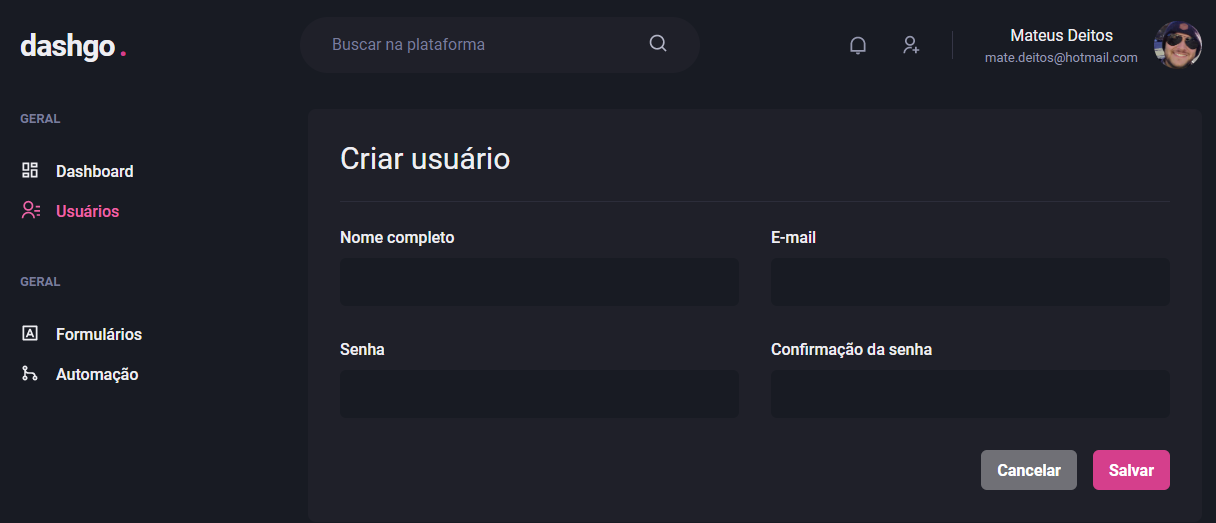 dashgo.
Buscar na plataforma
Mateus Deitos
mate.deitos@hotmail.com
GERAL
Dashboard
Usuários
GERAL
Formulários
Automação
Criar usuário
Nome completo
E-mail
Senha
Confirmação da senha
Cancelar
Salvar